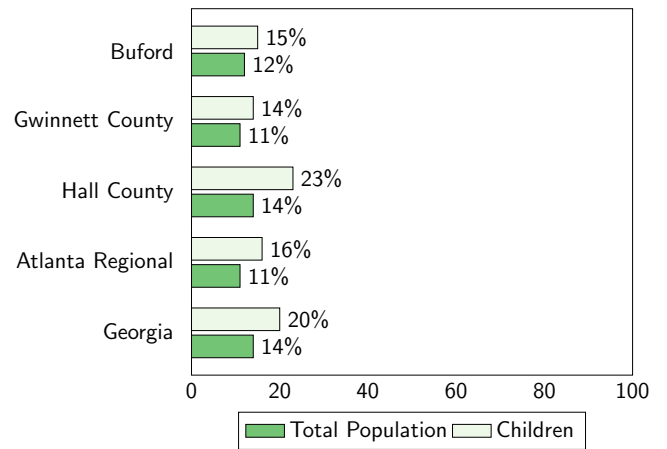 Buford
15%
12%
Gwinnett County
14%
11%
Hall County
23%
14%
Atlanta Regional
16%
11%
Georgia
20%
14%
0 20 40 60 80 100
Total Population Children